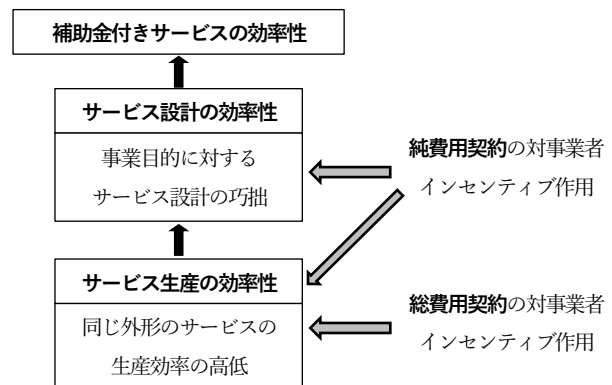 補助金付きサービスの効率性
サービス設計の効率性
事業目的に対する
サービス設計の巧拙
純費用契約の対事業者
インセンティブ作用
サービス生産の効率性
同じ外形のサービスの
生産効率の高低
総費用契約の対事業者
インセンティブ作用